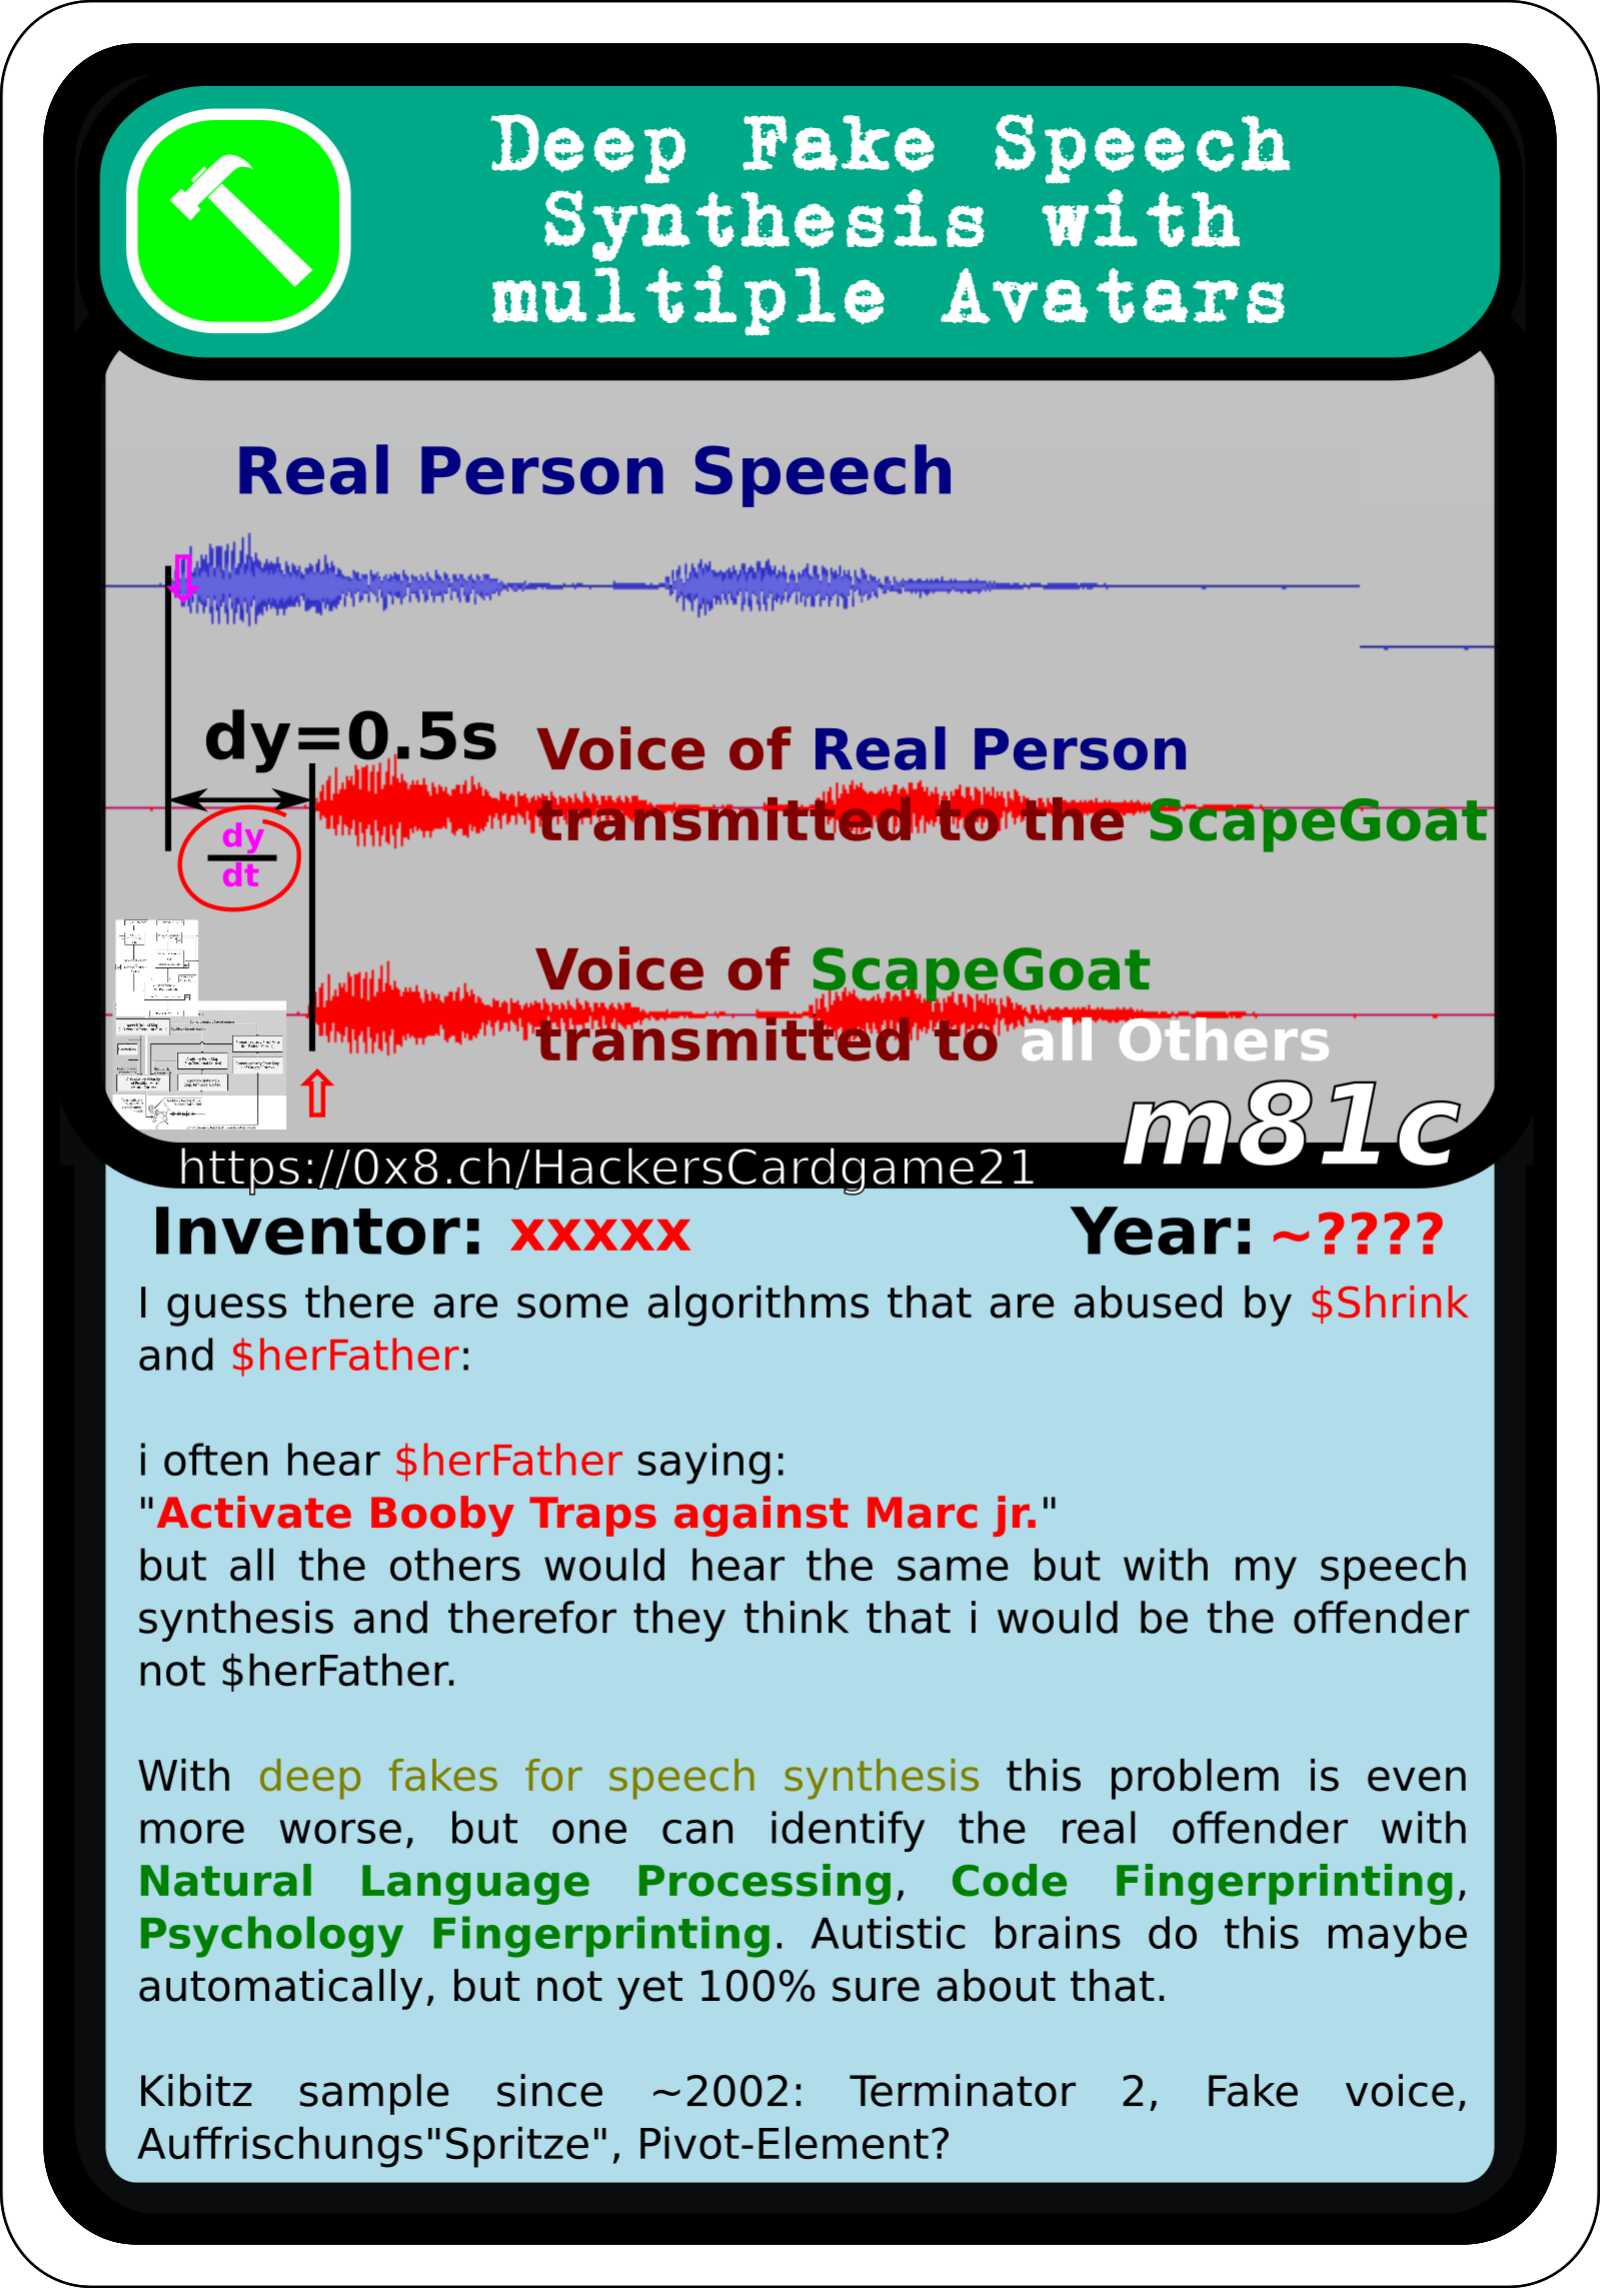 Deep Fake Speech
Synthesis with
multiple Avatars
Real Person Speech
dy=0.5s
Voice of Real Person
transmitted to the ScapeGoat
dy
dt
Voice of ScapeGoat
transmitted to all Others
m81c
https://0x8.ch/HackersCardgame21
Inventor: xxxxx
Year: ~????
I guess there are some algorithms that are abused by $Shrink
and $herFather:
i often hear $herFather saying:
"Activate Booby Traps against Marc jr."
but all the others would hear the same but with my speech
synthesis and therefor they think that i would be the offender
not $herFather.
With deep fakes for speech synthesis this problem is even
more worse, but one can identify the real offender with
Natural Language Processing, Code Fingerprinting,
Psychology Fingerprinting. Autistic brains do this maybe
automatically, but not yet 100% sure about that.
Kibitz sample since ~2002: Terminator 2, Fake voice,
Auffrischungs"Spritze", Pivot-Element?